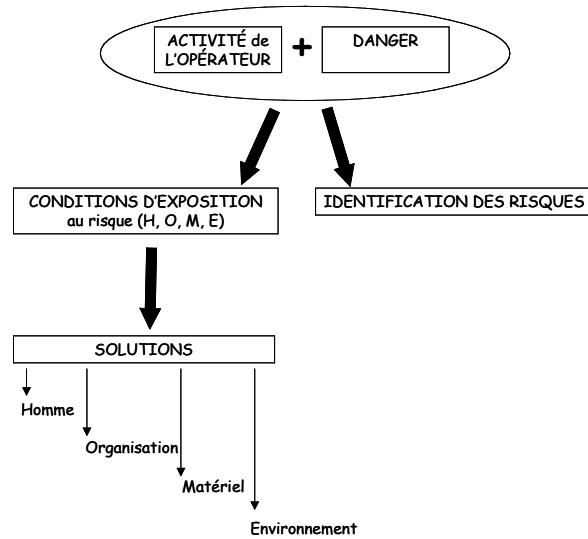 ACTIVITÉ de
L'OPÉRATEUR
+
DANGER
CONDITIONS D'EXPOSITION
au risque (H, O, M, E)
IDENTIFICATION DES RISQUES
SOLUTIONS
Homme
Organisation
Matériel
Environnement